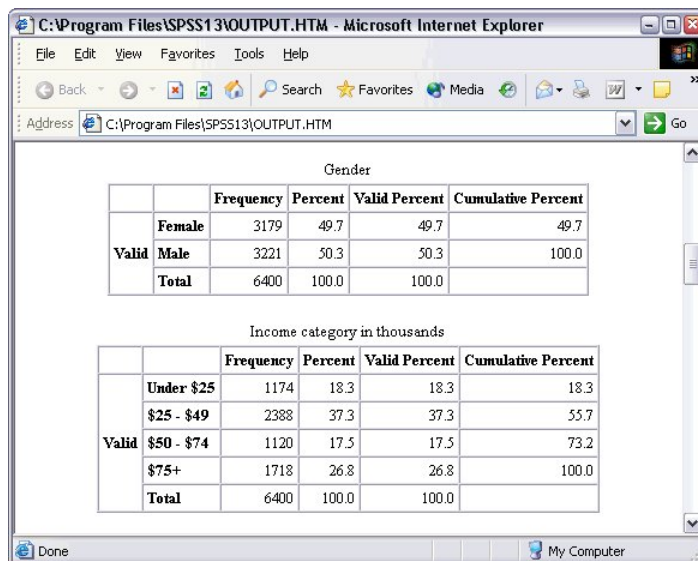 C:\Program Files\SPSS13\OUTPUT.HTM - Microsoft Internet Explorer
File Edit View Favorites Tools Help
Back Search Favorites Media
Address C:\Program Files\SPSS13\OUTPUT.HTM Go
Gender
Frequency Percent Valid Percent Cumulative Percent
Valid Female 3179 49.7 49.7 49.7
Male 3221 50.3 50.3 100.0
Total 6400 100.0 100.0
Income category in thousands
Frequency Percent Valid Percent Cumulative Percent
Valid Under $25 1174 18.3 18.3 18.3
$25 - $49 2388 37.3 37.3 55.7
$50 - $74 1120 17.5 17.5 73.2
$75+ 1718 26.8 26.8 100.0
Total 6400 100.0 100.0
Done My Computer